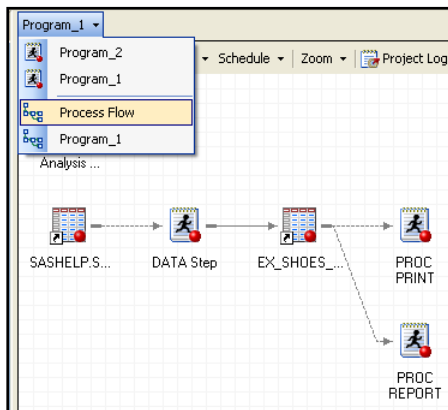 Program_1
Program_2
Schedule Zoom Project Log
Program_1
Process Flow
Program_1
Analysis ...
SASHELP.S... DATA Step EX_SHOES_... PROC
PRINT
PROC
REPORT